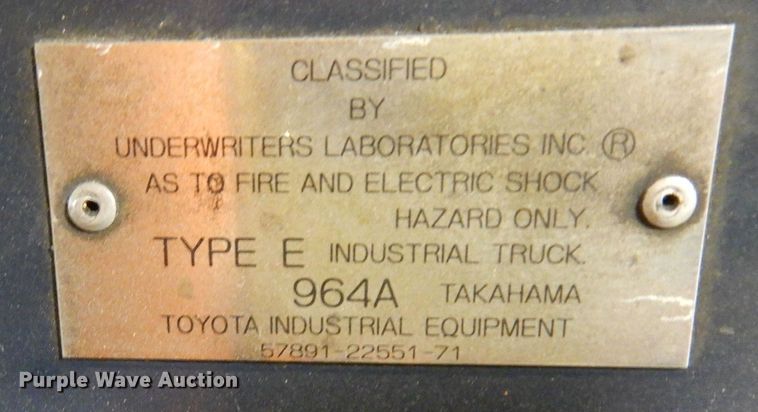 CLASSIFIED
BY
UNDERWRITERS LABORATORIES INC. ®
AS TO FIRE AND ELECTRIC SHOCK
HAZARD ONLY.
TYPE E INDUSTRIAL TRUCK.
964A TAKAHAMA
TOYOTA INDUSTRIAL EQUIPMENT
57891-22551-71
Purple Wave Auction